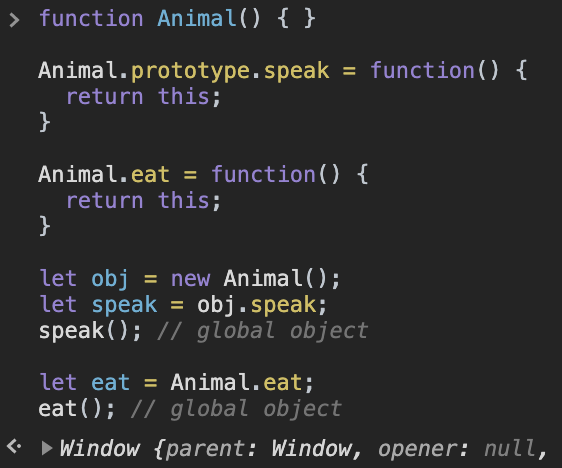 function Animal() { }
Animal.prototype.speak = function() {
return this;
}
Animal.eat = function() {
return this;
}
let obj = new Animal();
let speak = obj.speak;
speak(); // global object
let eat = Animal.eat;
eat(); // global object
Window {parent: Window, opener: null,